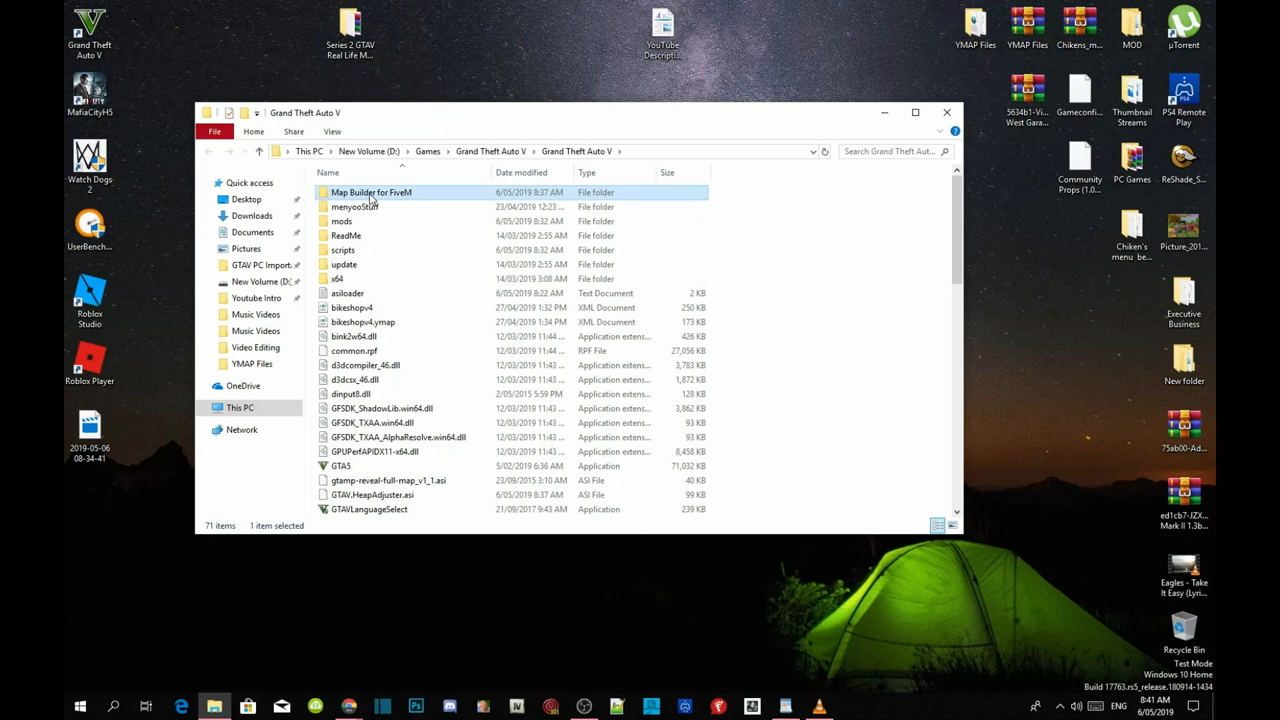 Grand Theft Auto V
MafiaCityH5
Watch Dogs 2
UserBenc...
Roblox Studio
Roblox Player
2019-05-06 08-34-41
Series 2 GTAV Real Life M...
YouTube Descripti...
YMAP Files
YMAP Files
Chikens_m...
MOD
µTorrent
5634b1-Vi... West Gara...
Gameconfi...
Thumbnail Streams
PS4 Remote Play
Community Props (1.0...
PC Games
ReShade_S...
Chiken's menu be...
Picture_201...
Executive Business
New folder
75ab00-Ad...
ed1cb7-JZX... Mark II 1.3b...
Eagles - Take It Easy (Lyri...
Recycle Bin
Grand Theft Auto V
File Home Share View
This PC > New Volume (D:) > Games > Grand Theft Auto V > Grand Theft Auto V >
Search Grand Theft Aut...
Quick access
Desktop
Downloads
Documents
Pictures
GTAV PC Import
New Volume (D:)
Youtube Intro
Music Videos
Music Videos
Video Editing
YMAP Files
OneDrive
This PC
Network
Name Date modified Type Size
Map Builder for FiveM 6/05/2019 8:37 AM File folder
menyooStuff 23/04/2019 12:23 ... File folder
mods 6/05/2019 8:32 AM File folder
ReadMe 14/03/2019 2:55 AM File folder
scripts 6/05/2019 8:32 AM File folder
update 14/03/2019 2:55 AM File folder
x64 14/03/2019 3:08 AM File folder
asiloader 6/05/2019 8:22 AM Text Document 2 KB
bikeshopv4 27/04/2019 1:32 PM XML Document 250 KB
bikeshopv4.ymap 27/04/2019 1:34 PM XML Document 173 KB
bink2w64.dll 12/03/2019 11:44 ... Application extens... 426 KB
common.rpf 12/03/2019 11:44 ... RPF File 27,056 KB
d3dcompiler_46.dll 12/03/2019 11:43 ... Application extens... 3,783 KB
d3dcsx_46.dll 12/03/2019 11:43 ... Application extens... 1,872 KB
dinput8.dll 2/05/2015 5:59 PM Application extens... 128 KB
GFSDK_ShadowLib.win64.dll 12/03/2019 11:43 ... Application extens... 3,862 KB
GFSDK_TXAA.win64.dll 12/03/2019 11:43 ... Application extens... 93 KB
GFSDK_TXAA_AlphaResolve.win64.dll 12/03/2019 11:43 ... Application extens... 93 KB
GPUPerfAPIDX11-x64.dll 12/03/2019 11:43 ... Application extens... 8,458 KB
GTA5 5/02/2019 6:36 AM Application 71,032 KB
gtamp-reveal-full-map_v1_1.asi 23/09/2015 3:10 AM ASI File 40 KB
GTAV.HeapAdjuster.asi 6/05/2019 8:37 AM ASI File 99 KB
GTAVLanguageSelect 21/09/2017 9:43 AM Application 239 KB
71 items 1 item selected
Test Mode
Windows 10 Home
Build 17763.rs5_release.180914-1434
ENG
8:41 AM
6/05/2019